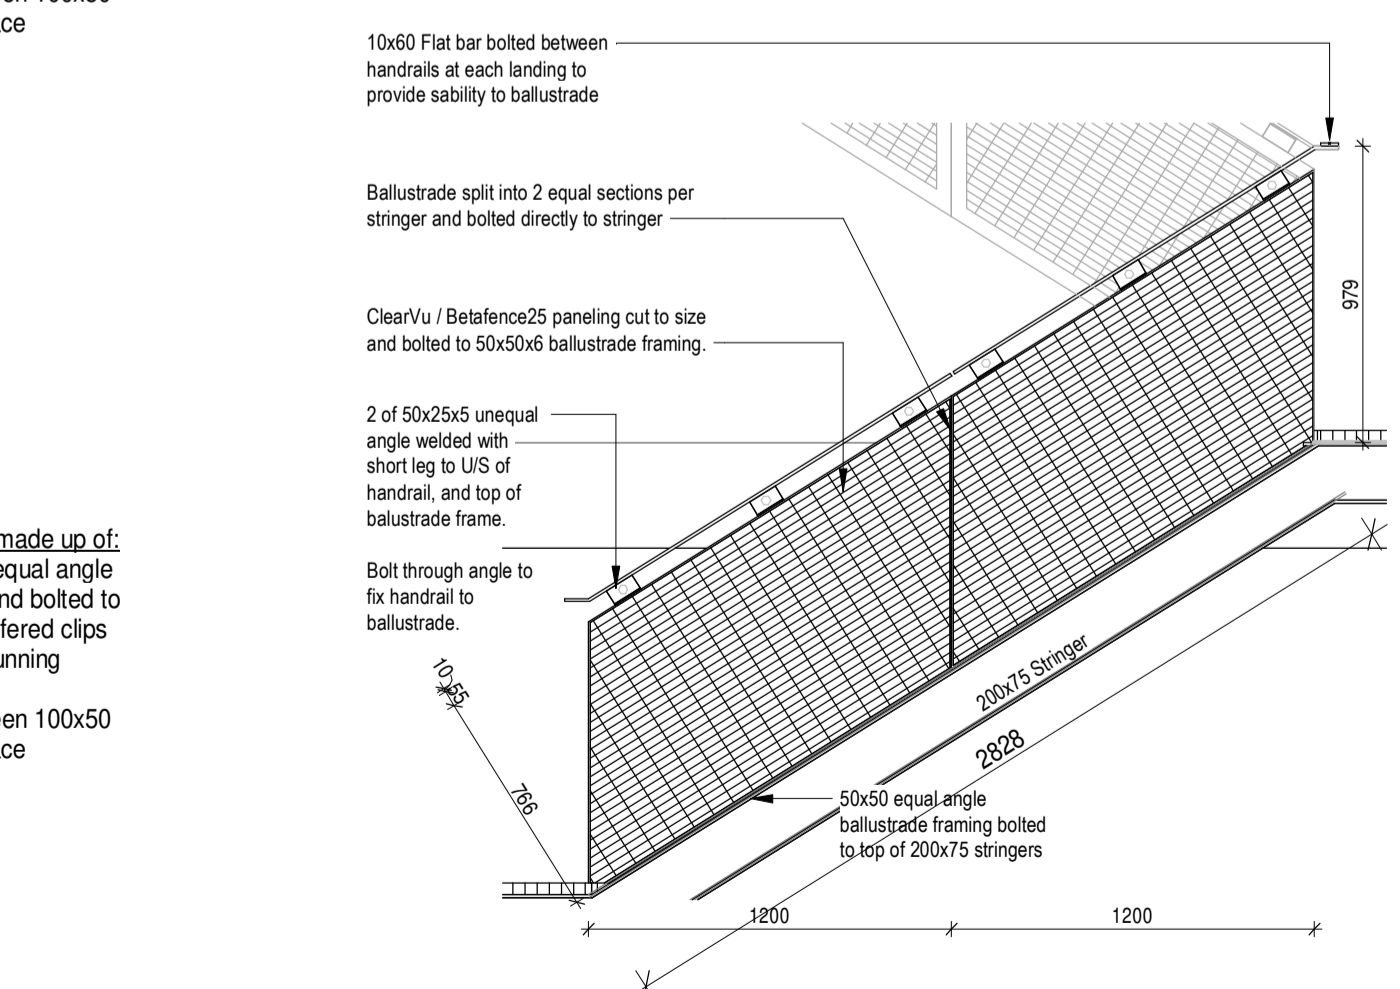 ce
10x60 Flat bar bolted between
handrails at each landing to
provide sability to ballustrade
Ballustrade split into 2 equal sections per
stringer and bolted directly to stringer
ClearVu / Betafence25 paneling cut to size
and bolted to 50x50x6 ballustrade framing.
2 of 50x25x5 unequal
angle welded with
short leg to U/S of
handrail, and top of
balustrade frame.
Bolt through angle to
fix handrail to
ballustrade.
made up of:
equal angle
nd bolted to
fered clips
unning
een 100x50
ce
979
10
55
766
200x75 Stringer
2828
50x50 equal angle
ballustrade framing bolted
to top of 200x75 stringers
1200
1200